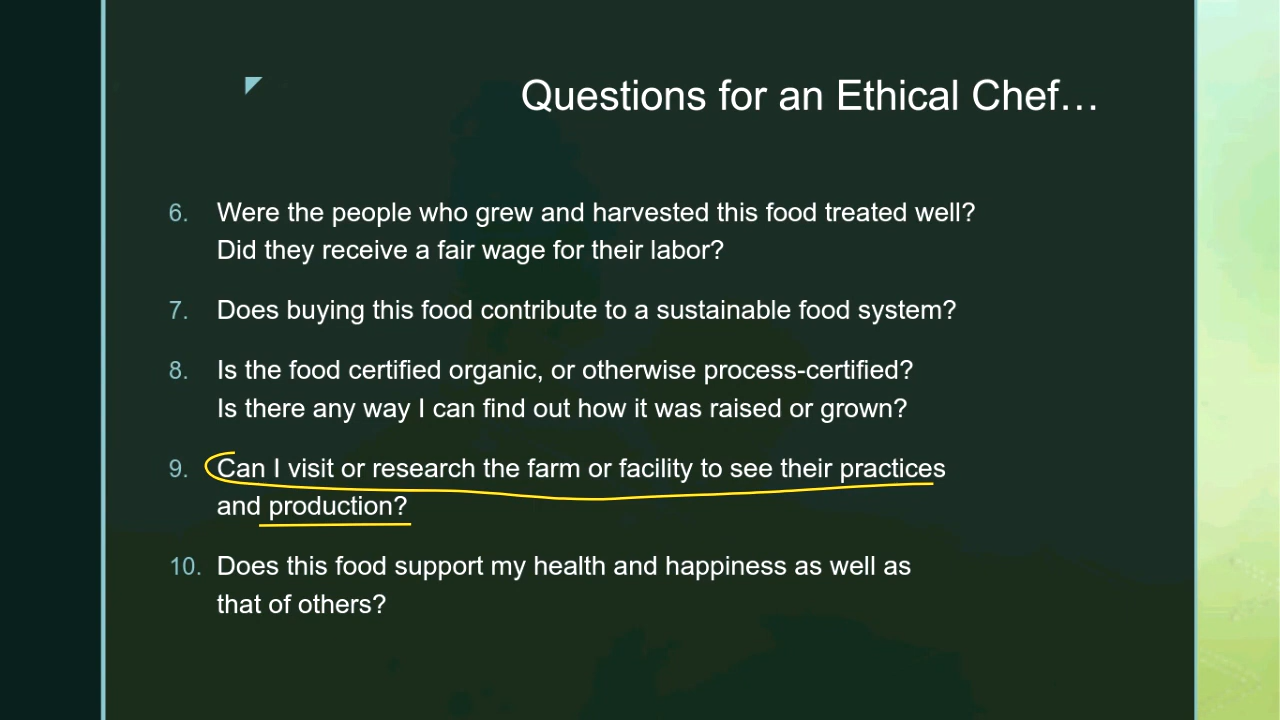 Questions for an Ethical Chef…
6. Were the people who grew and harvested this food treated well?
Did they receive a fair wage for their labor?
7. Does buying this food contribute to a sustainable food system?
8. Is the food certified organic, or otherwise process-certified?
Is there any way I can find out how it was raised or grown?
9. Can I visit or research the farm or facility to see their practices
and production?
10. Does this food support my health and happiness as well as
that of others?